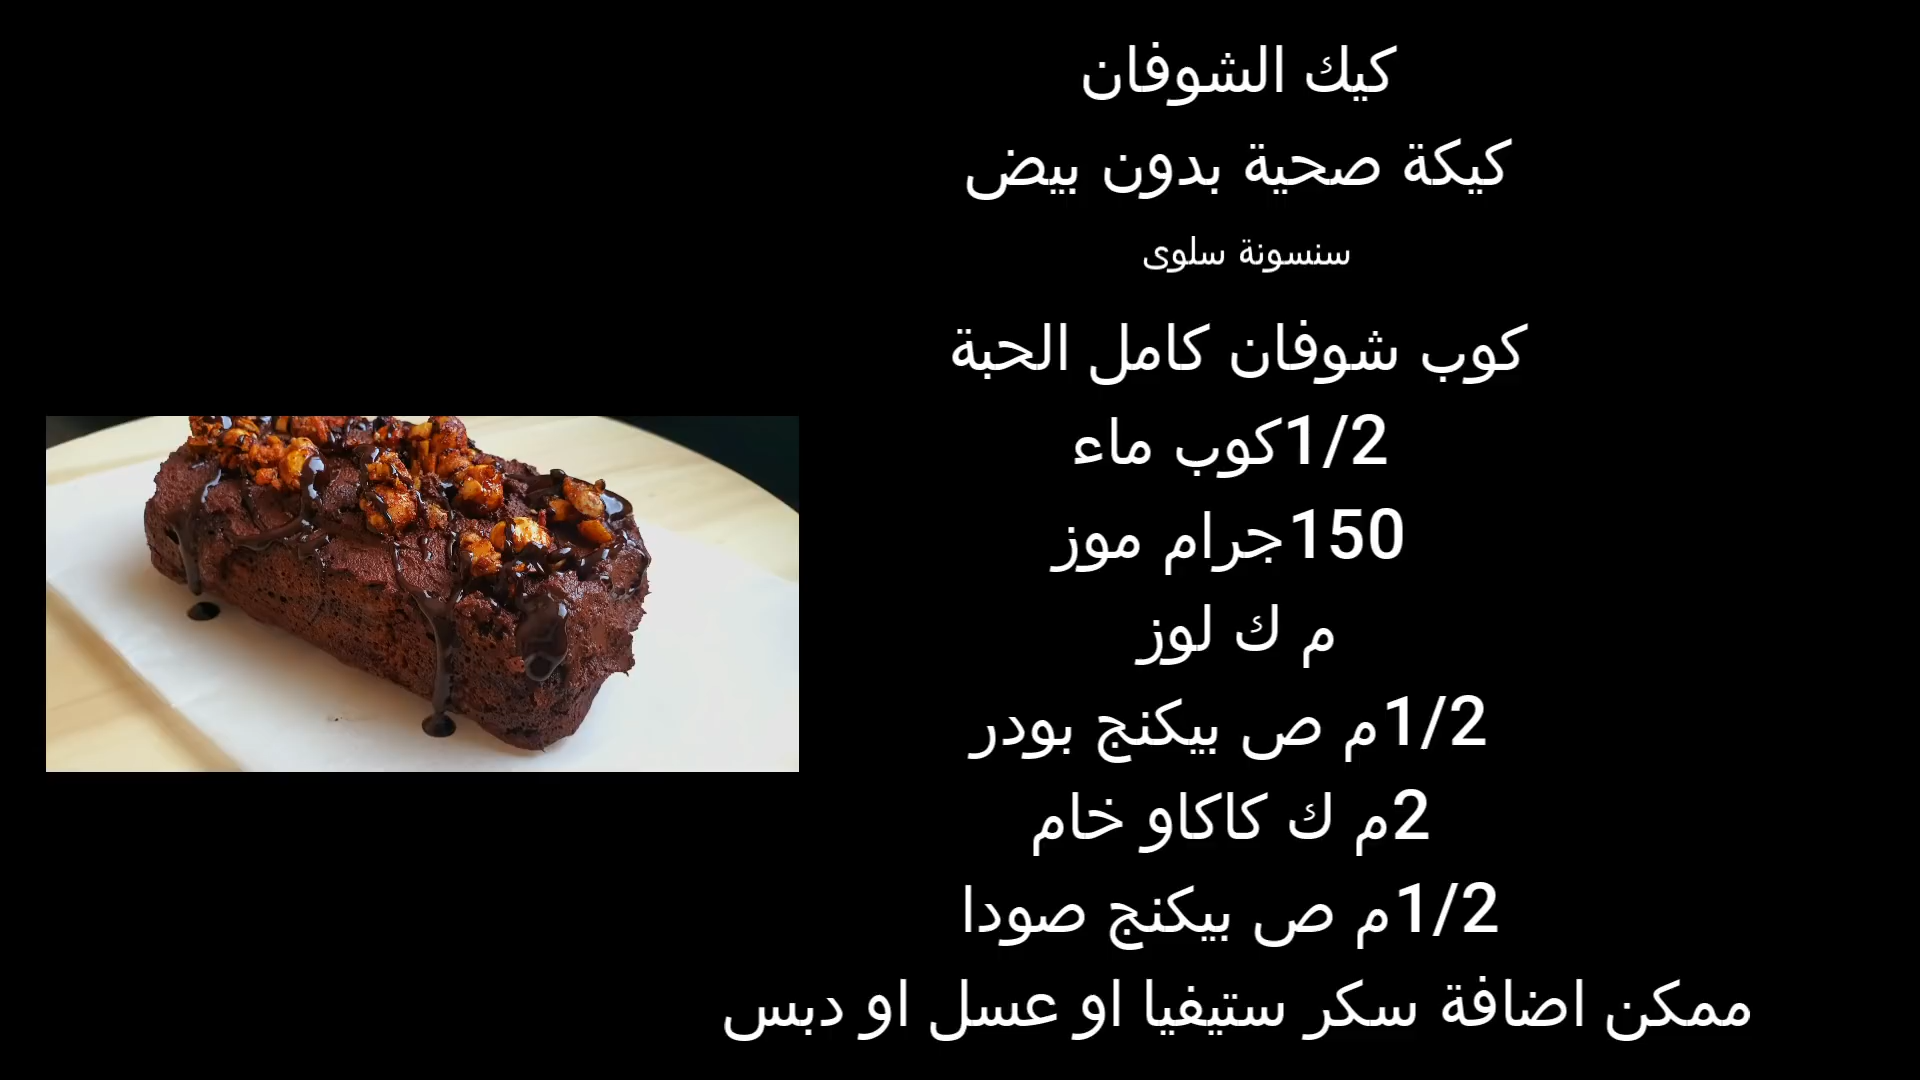 كيك الشوفان
كيكة صحية بدون بيض
سنسونة سلوى
كوب شوفان كامل الحبة
1/2كوب ماء
150جرام موز
م ك لوز
1/2م ص بيكنج بودر
2م ك كاكاو خام
1/2م ص بيكنج صودا
ممكن اضافة سكر ستيفيا او عسل او دبس